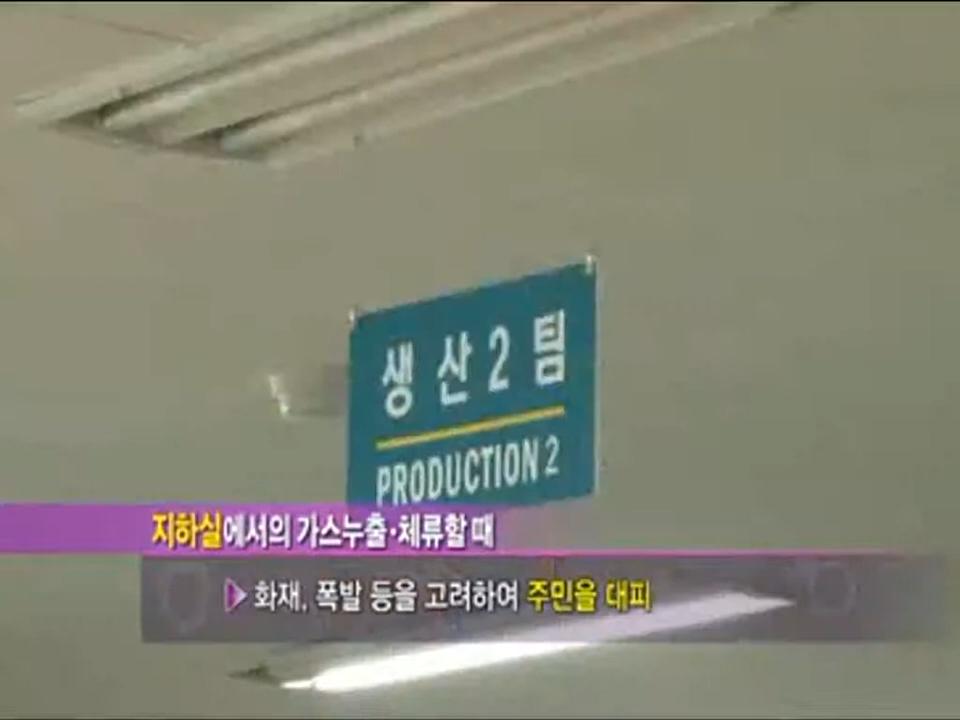 생산2팀
PRODUCTION 2
지하실에서의 가스누출·체류할 때
화재, 폭발 등을 고려하여 주민을 대피